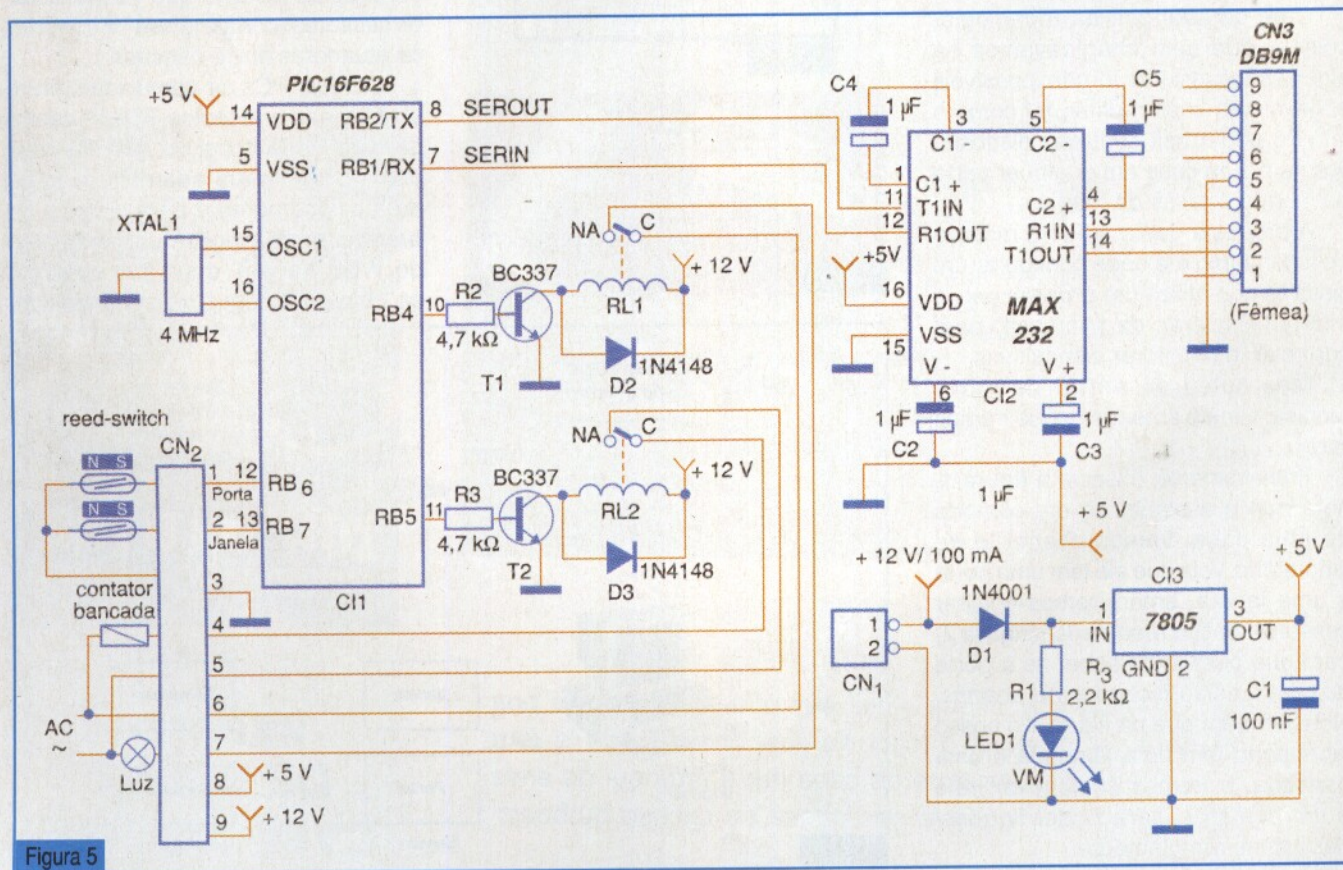 CN3
DB9M
PIC16F628
+5 V
14
VDD
5
VSS
RB2/TX
8
SEROUT
RB1/RX
7
SERIN
XTAL1
15
OSC1
16
OSC2
4 MHz
RB4
10
R2
4,7 kΩ
BC337
T1
NA
C
+ 12 V
RL1
1N4148
D2
RB5
11
R3
4,7 kΩ
BC337
T2
NA
C
+ 12 V
RL2
1N4148
D3
CI1
C4
1 µF
3
C1 -
5
C2 -
C5
1 µF
1
C1 +
11
T1IN
12
R1OUT
C2 +
4
R1IN
13
T1OUT
14
+5V
16
VDD
VSS
15
MAX
232
V -
6
V +
2
CI2
1 µF
C2
1 µF
C3
1 µF
9
8
7
6
5
4
3
2
1
(Fêmea)
reed-switch
CN2
N S
N S
1
12
Porta
RB6
2
13
Janela
RB7
3
contator
bancada
4
5
6
AC
~
7
Luz
8
+ 5 V
9
+ 12 V
+ 5 V
+ 12 V/ 100 mA
1
2
CN1
1N4001
D1
CI3
1
IN
7805
3
OUT
GND
2
+ 5 V
R1
R3
2,2 kΩ
LED1
VM
C1
100 nF
Figura 5